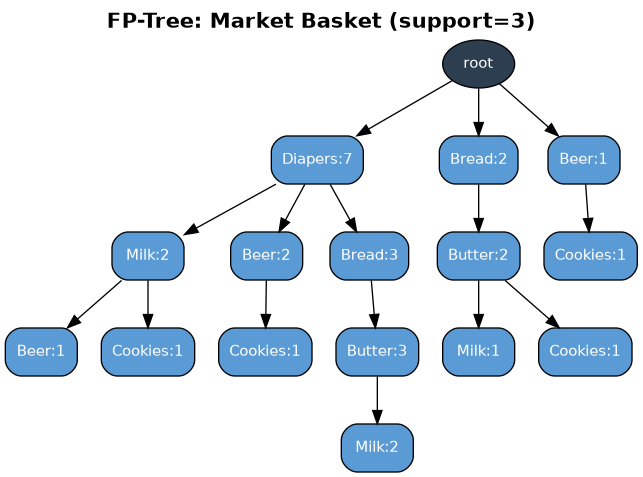 FP-Tree: Market Basket (support=3)
root
Diapers:7
Bread:2
Beer:1
Milk:2
Beer:2
Bread:3
Butter:2
Cookies:1
Beer:1
Cookies:1
Cookies:1
Butter:3
Milk:1
Cookies:1
Milk:2